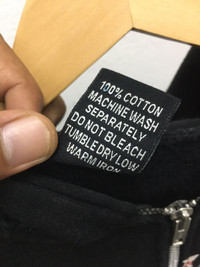 100% COTTON
MACHINE WASH
SEPARATELY
DO NOT BLEACH
TUMBLE DRY LOW
WARM IRON